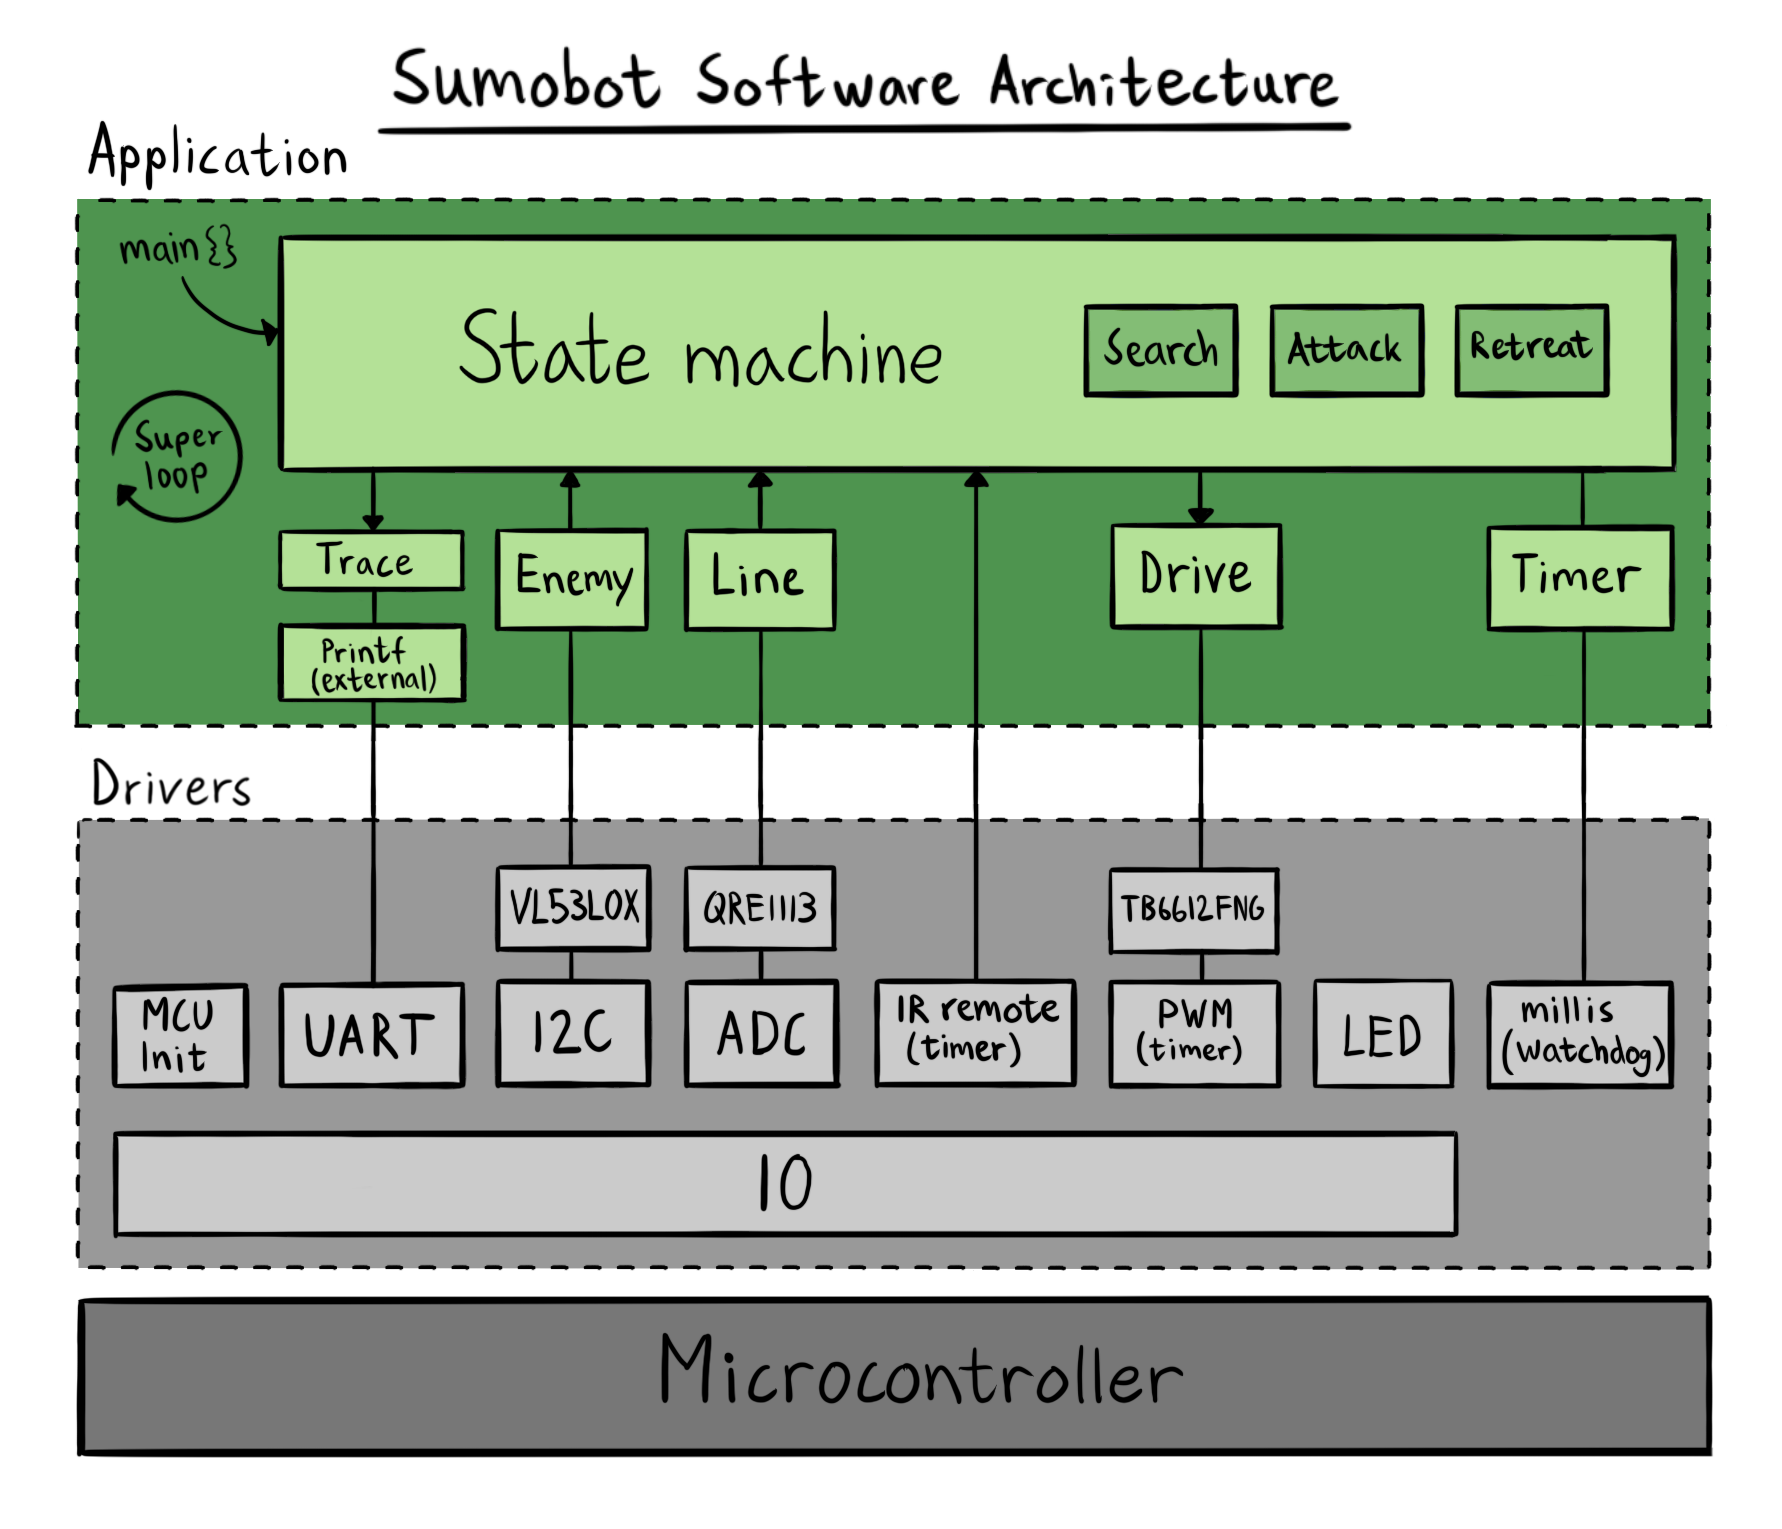 Sumobot Software Architecture
Application
main{}
State machine
Search
Attack
Retreat
Super
loop
Trace
Enemy
Line
Drive
Timer
Printf
(external)
Drivers
VL53L0X
QRE1113
TB6612FNG
MCU
Init
UART
I2C
ADC
IR remote
(timer)
PWM
(timer)
LED
millis
(watchdog)
IO
Microcontroller